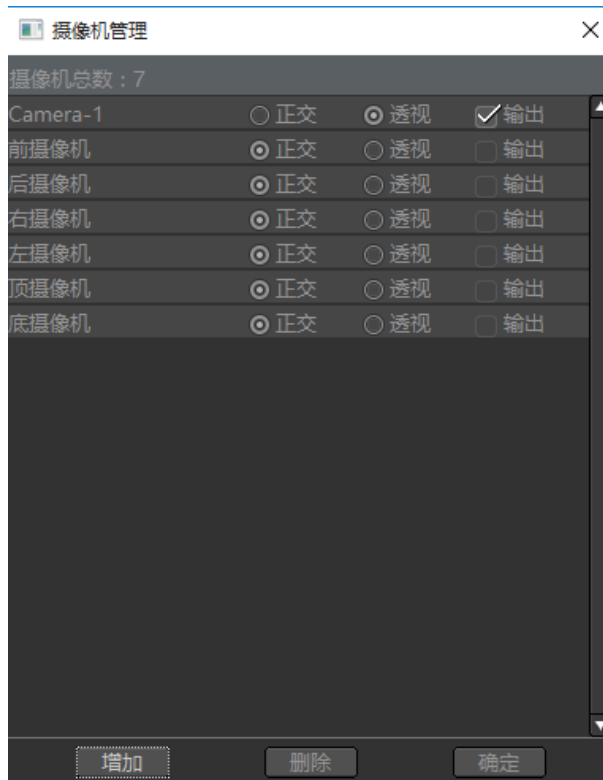 摄像机管理
摄像机总数：7
Camera-1 正交 透视 输出
前摄像机 正交 透视 输出
后摄像机 正交 透视 输出
右摄像机 正交 透视 输出
左摄像机 正交 透视 输出
顶摄像机 正交 透视 输出
底摄像机 正交 透视 输出
增加 删除 确定